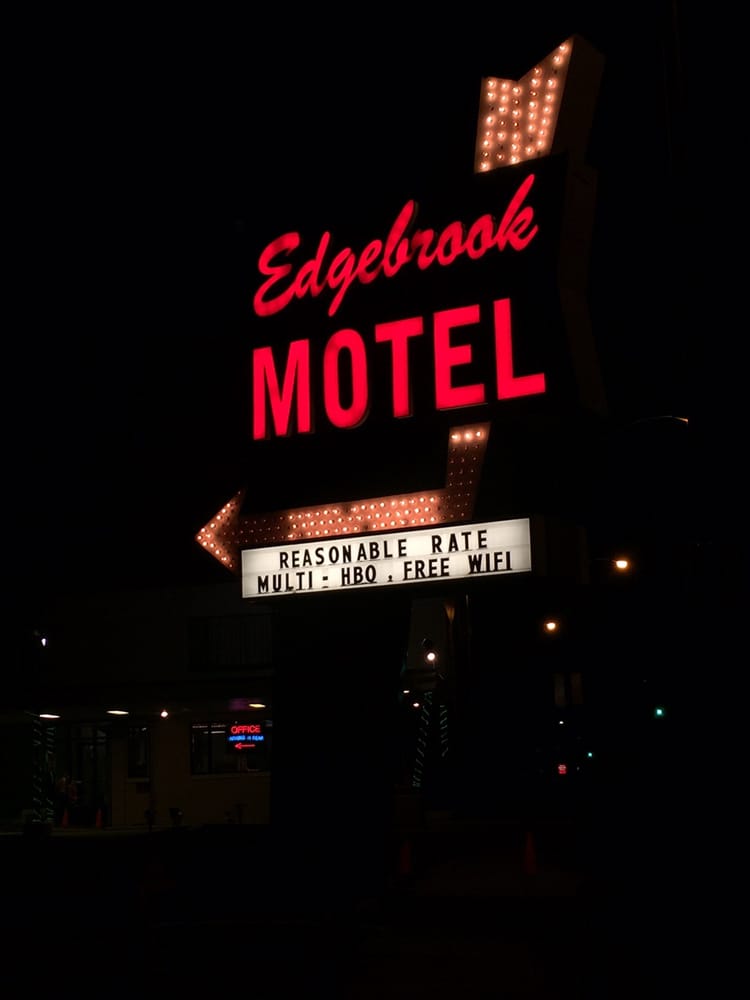 Edgebrook
MOTEL
REASONABLE RATE
MULTI - HBO . FREE WIFI
OFFICE